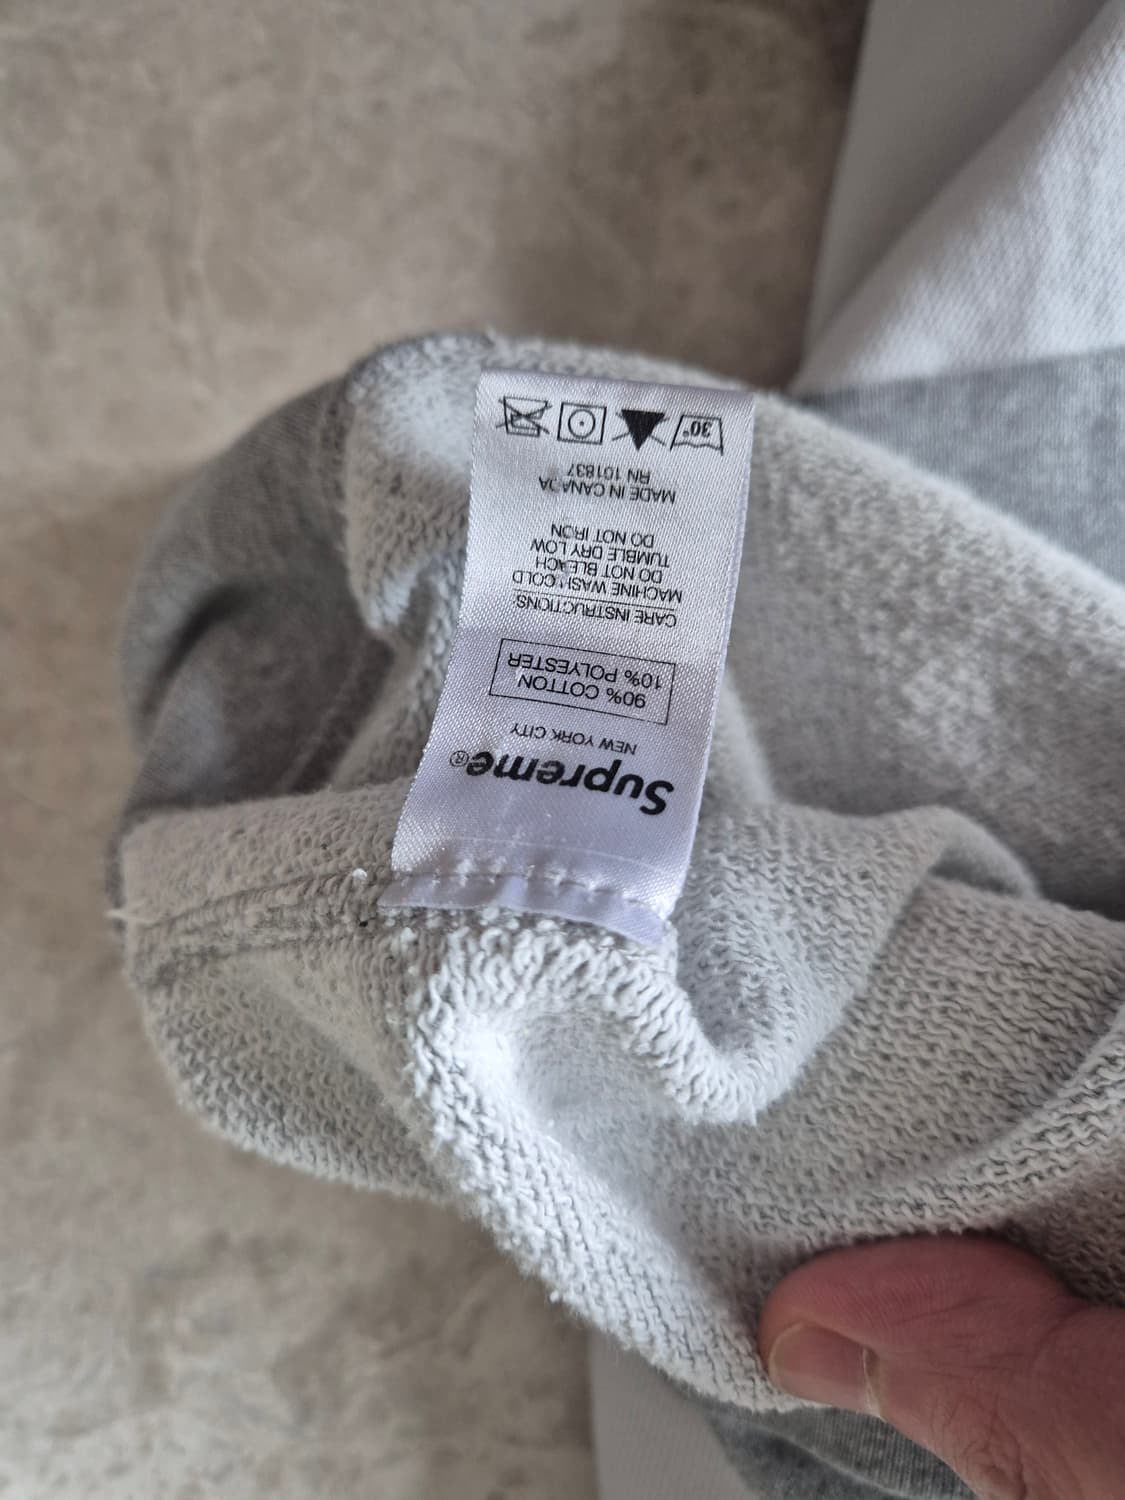 Supreme®
NEW YORK CITY
90% COTTON
10% POLYESTER
CARE INSTRUCTIONS:
MACHINE WASH COLD
DO NOT BLEACH
TUMBLE DRY LOW
DO NOT IRON
MADE IN CANADA
RN 101837
30°